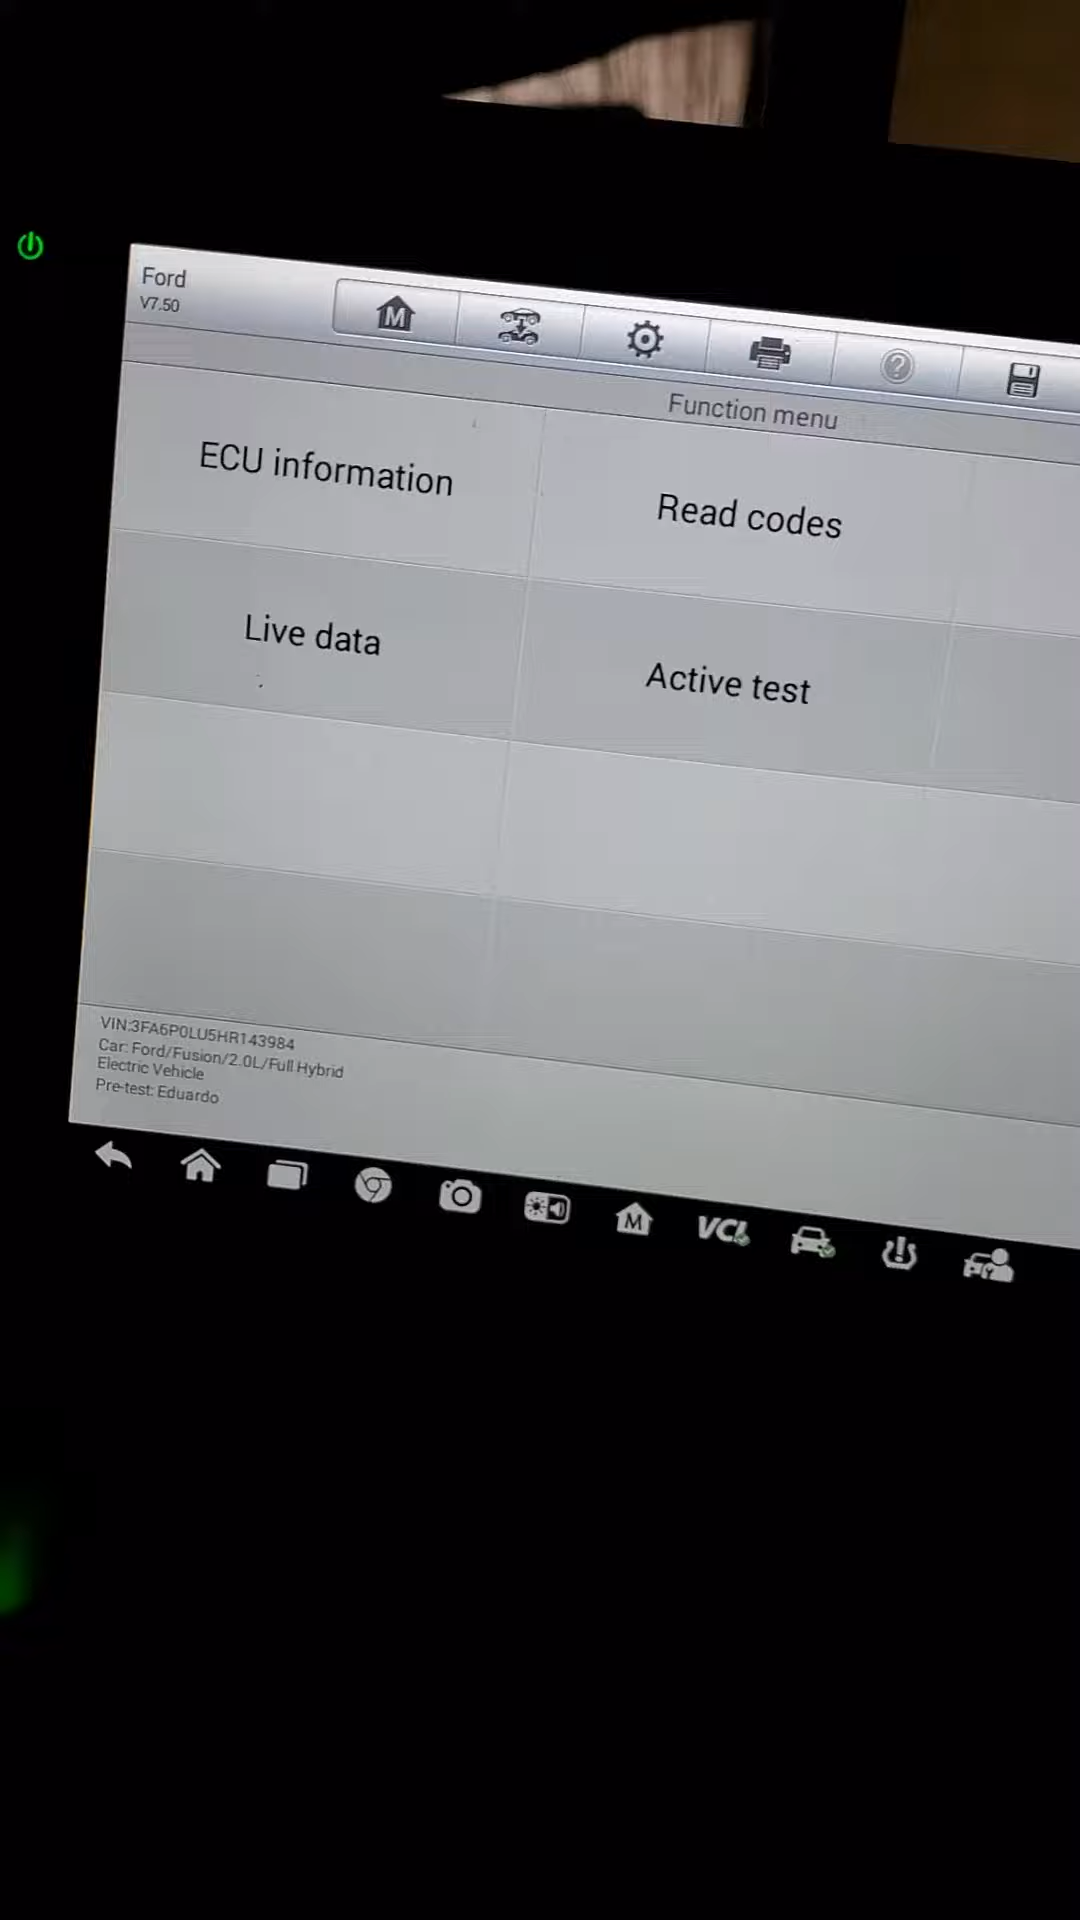 Ford
V7.50
M
Function menu
ECU information
Read codes
Live data
Active test
VIN:3FA6P0LU5HR143984
Car: Ford/Fusion/2.0L/Full Hybrid
Electric Vehicle
Pre-test: Eduardo
M
VCI